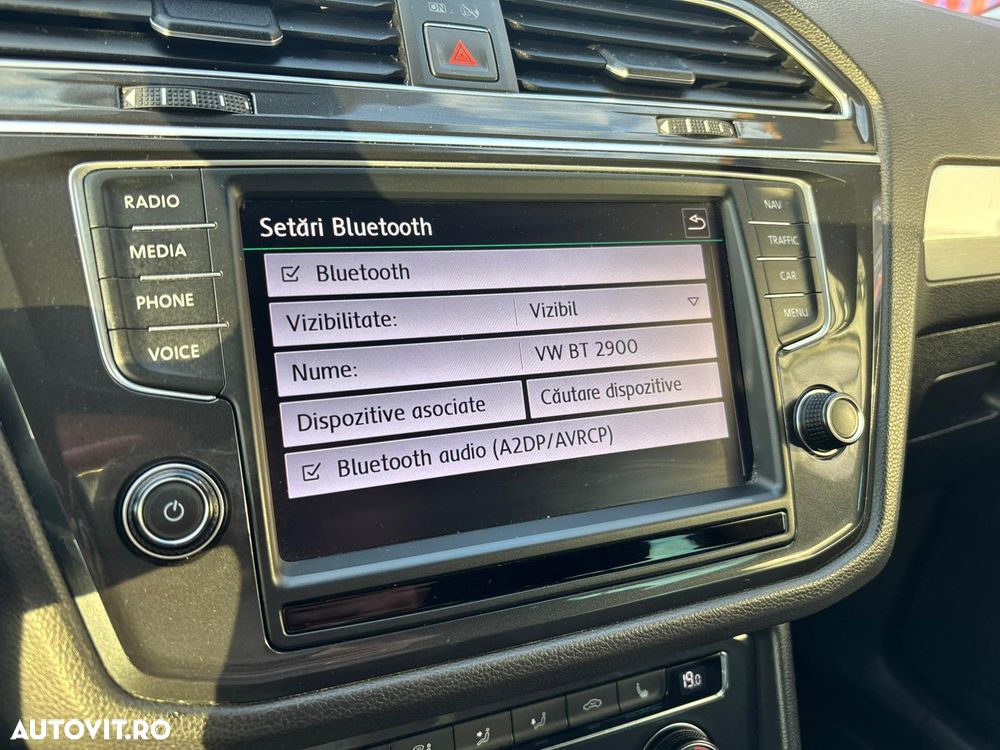 RADIO
MEDIA
PHONE
VOICE
Setări Bluetooth
Bluetooth
Vizibilitate: Vizibil
Nume: VW BT 2900
Dispozitive asociate Căutare dispozitive
Bluetooth audio (A2DP/AVRCP)
NAV
TRAFFIC
CAR
MENU
19.0
AUTOVIT.RO